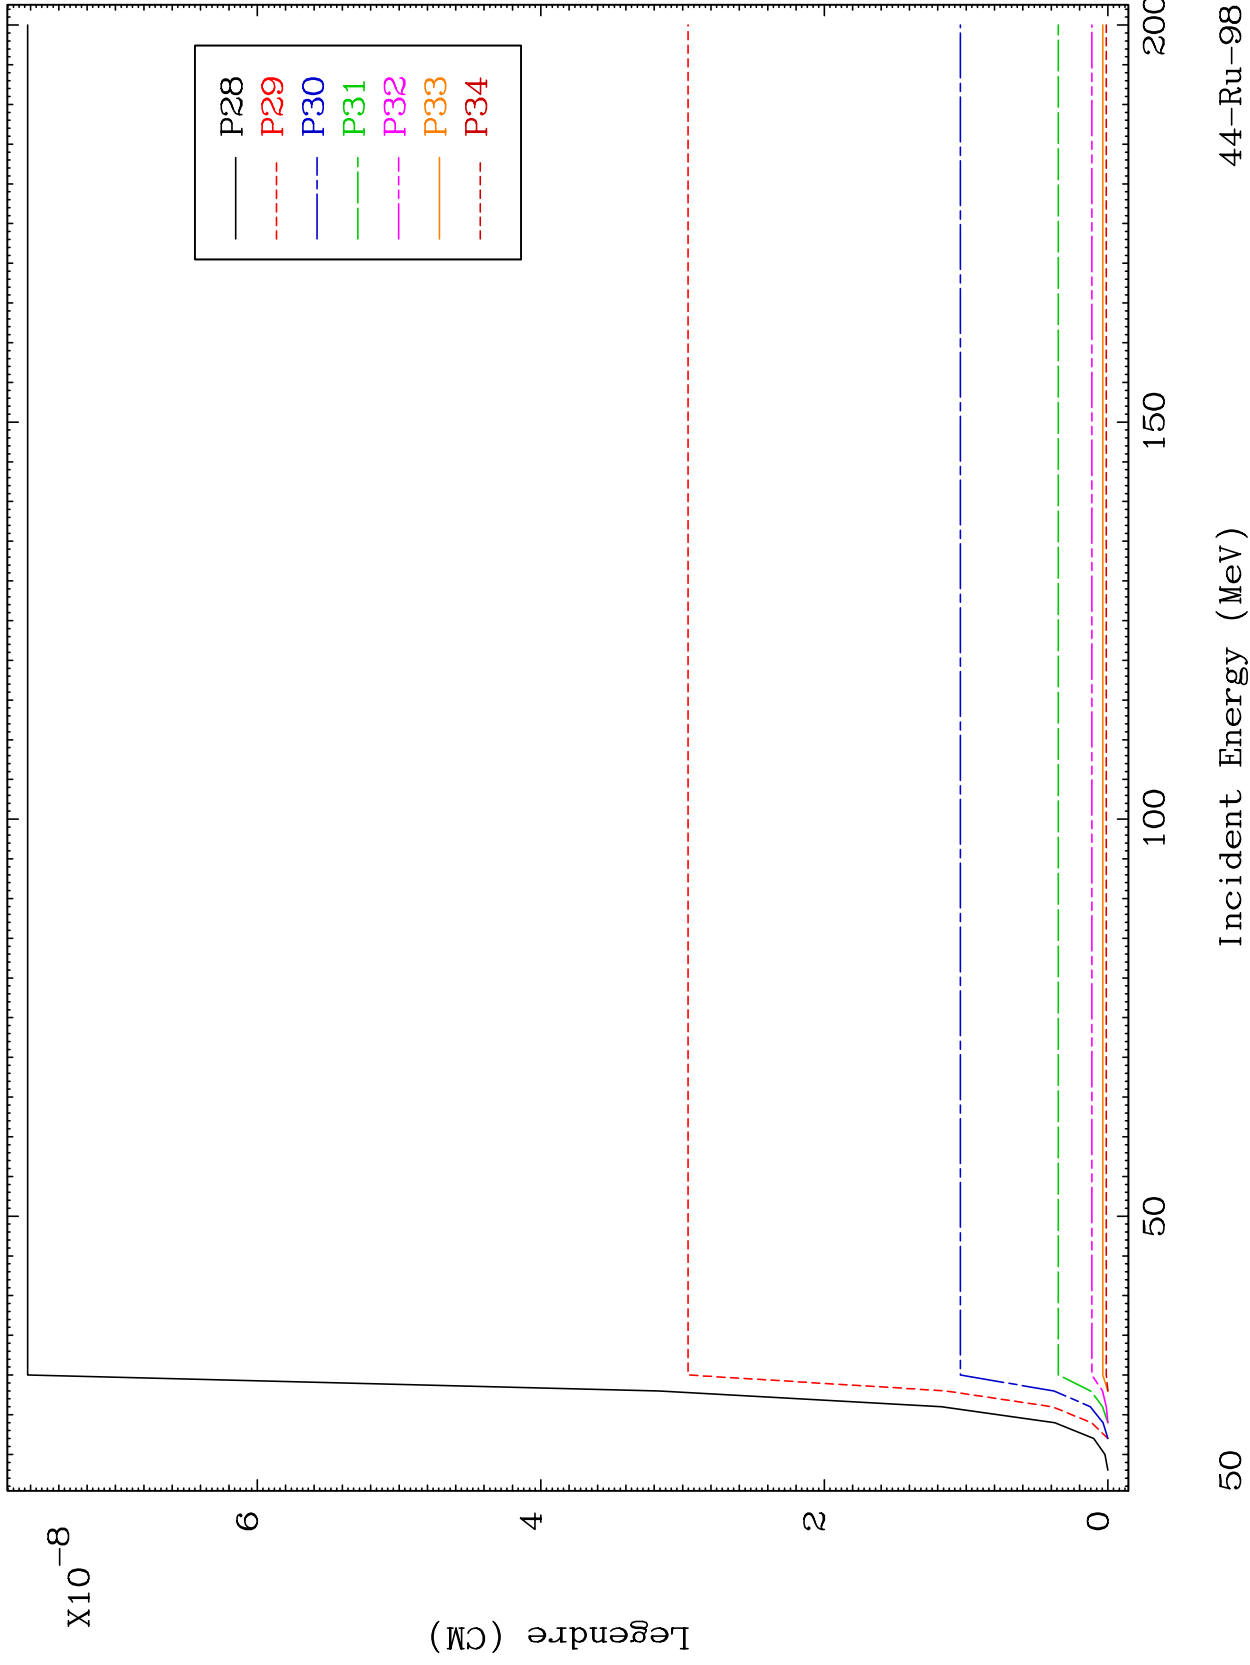 X10-8
6
4
2
0
Legendre (CM)
P28
P29
P30
P31
P32
P33
P34
50
100
150
200
Incident Energy (MeV)
50
44-Ru-98